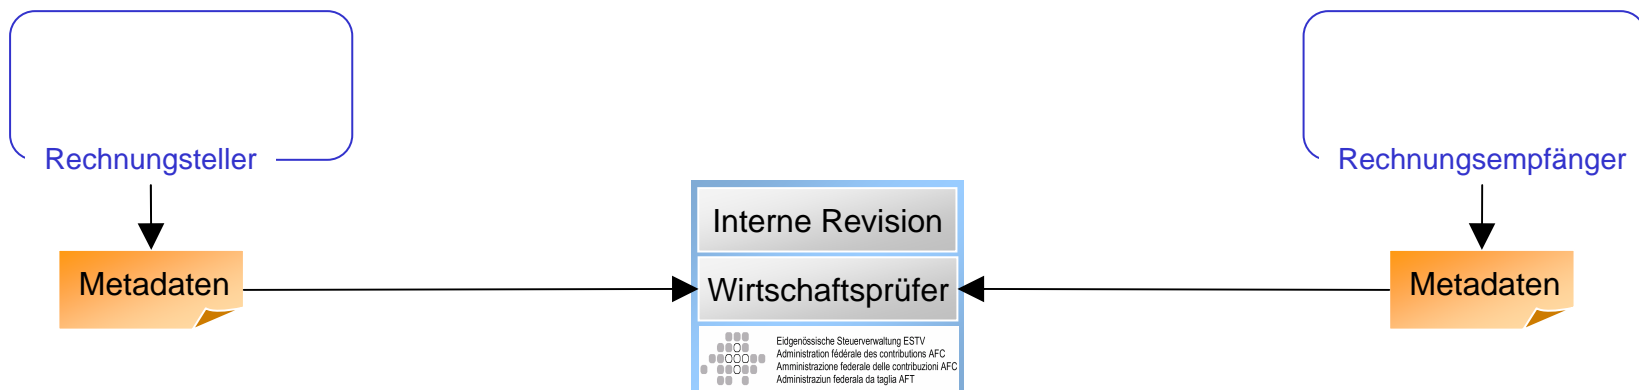 Rechnungsteller
Rechnungsempfänger
Interne Revision
Metadaten
Wirtschaftsprüfer
Metadaten
Eidgenössische Steuerverwaltung ESTV
Administration fédérale des contributions AFC
Amministrazione federale delle contribuzioni AFC
Administraziun federala da taglia AFT